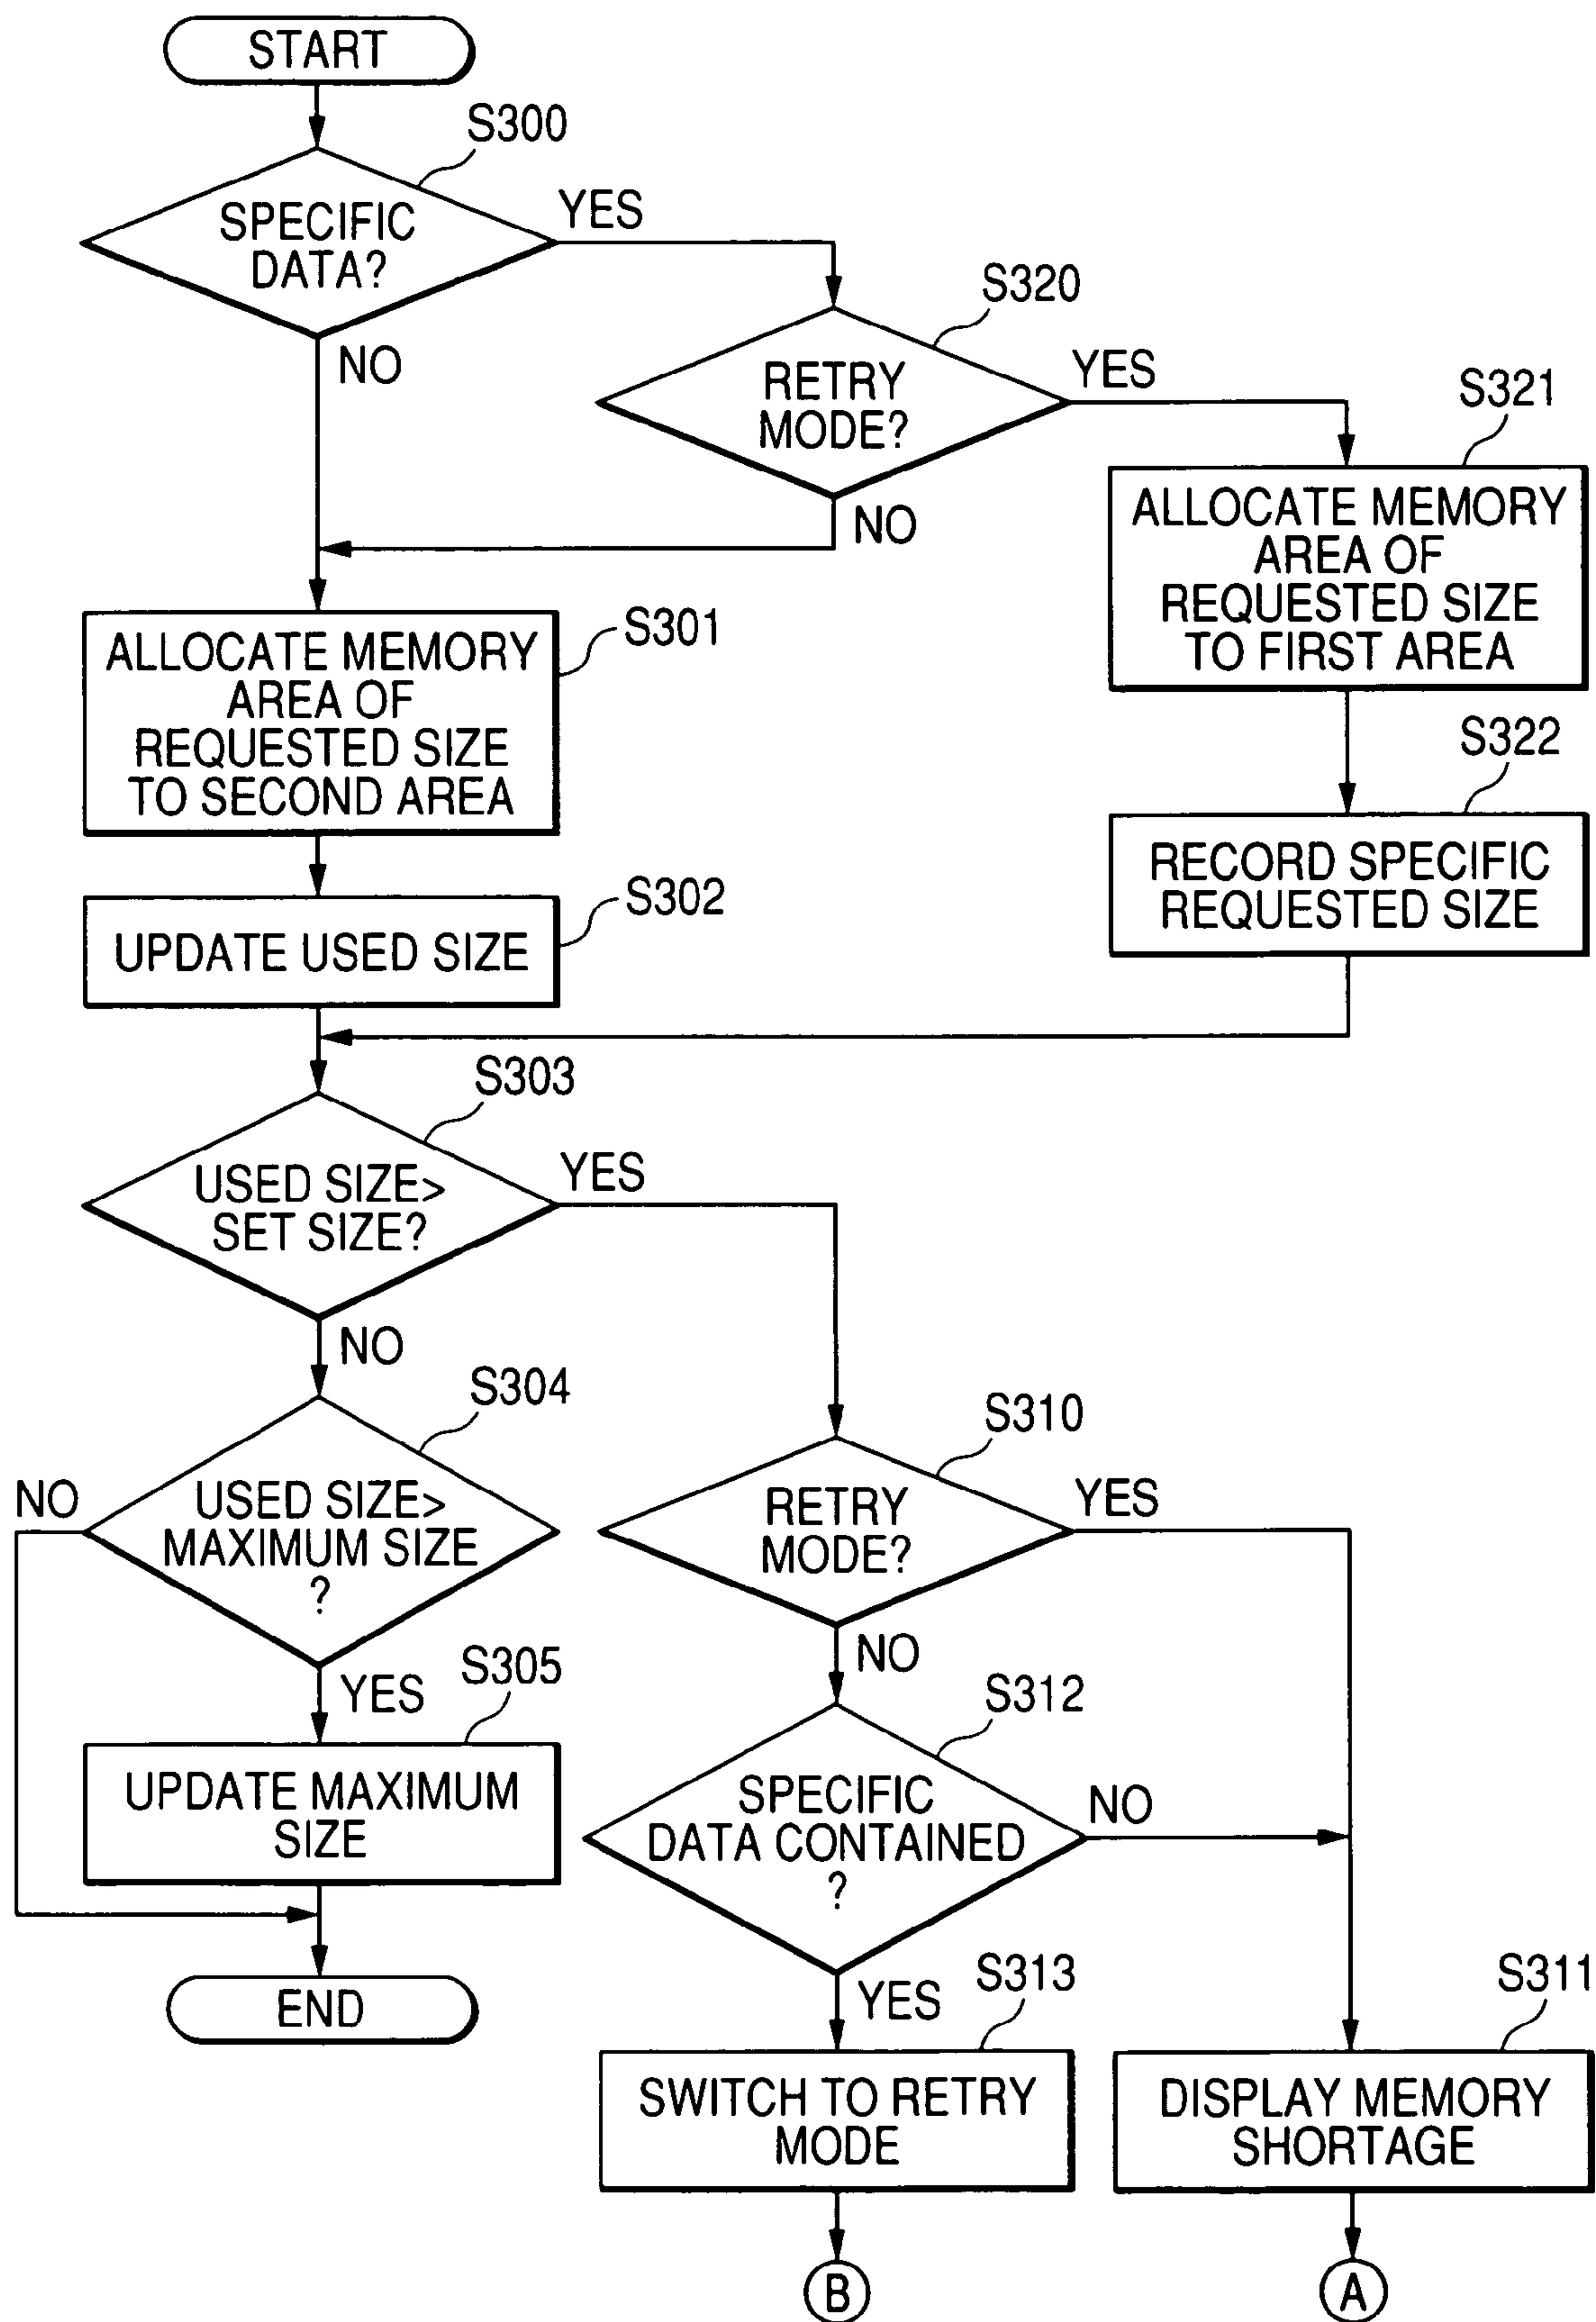 START
S300
SPECIFIC
DATA?
YES
NO
S320
RETRY
MODE?
YES
NO
S321
ALLOCATE MEMORY
AREA OF
REQUESTED SIZE
TO FIRST AREA
S301
ALLOCATE MEMORY
AREA OF
REQUESTED SIZE
TO SECOND AREA
S322
RECORD SPECIFIC
REQUESTED SIZE
S302
UPDATE USED SIZE
S303
USED SIZE>
SET SIZE?
YES
NO
S304
USED SIZE>
MAXIMUM SIZE
?
NO
YES
S310
RETRY
MODE?
YES
NO
S305
UPDATE MAXIMUM
SIZE
S312
SPECIFIC
DATA CONTAINED
?
NO
YES
END
S313
SWITCH TO RETRY
MODE
S311
DISPLAY MEMORY
SHORTAGE
B
A